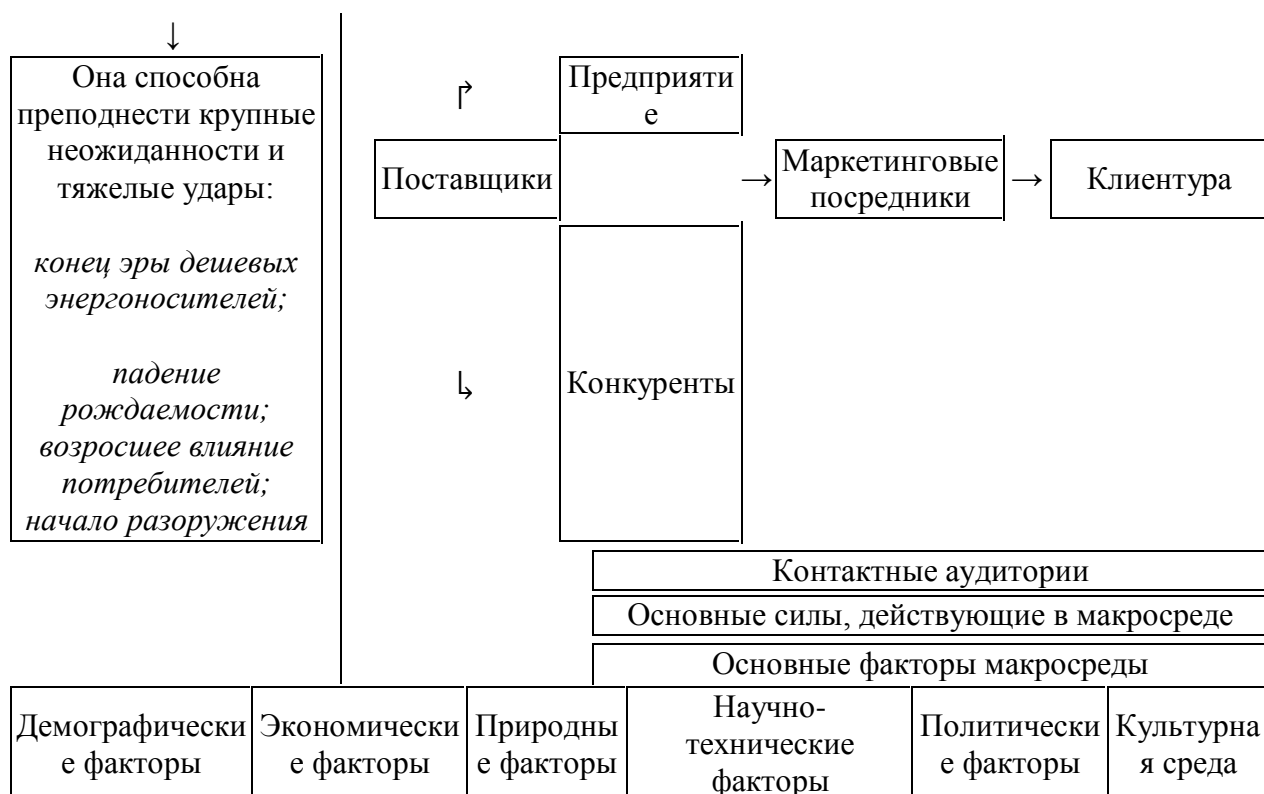 ↓
Она способна
преподнести крупные
неожиданности и
тяжелые удары:
конец эры дешевых
энергоносителей;
падение
рождаемости;
возросшее влияние
потребителей;
начало разоружения
↱
Предприяти
е
Поставщики
→
Маркетинговые
посредники
→
Клиентура
↳
Конкуренты
Контактные аудитории
Основные силы, действующие в макросреде
Основные факторы макросреды
Демографически
е факторы
Экономически
е факторы
Природны
е факторы
Научно-
технические
факторы
Политически
е факторы
Культурна
я среда